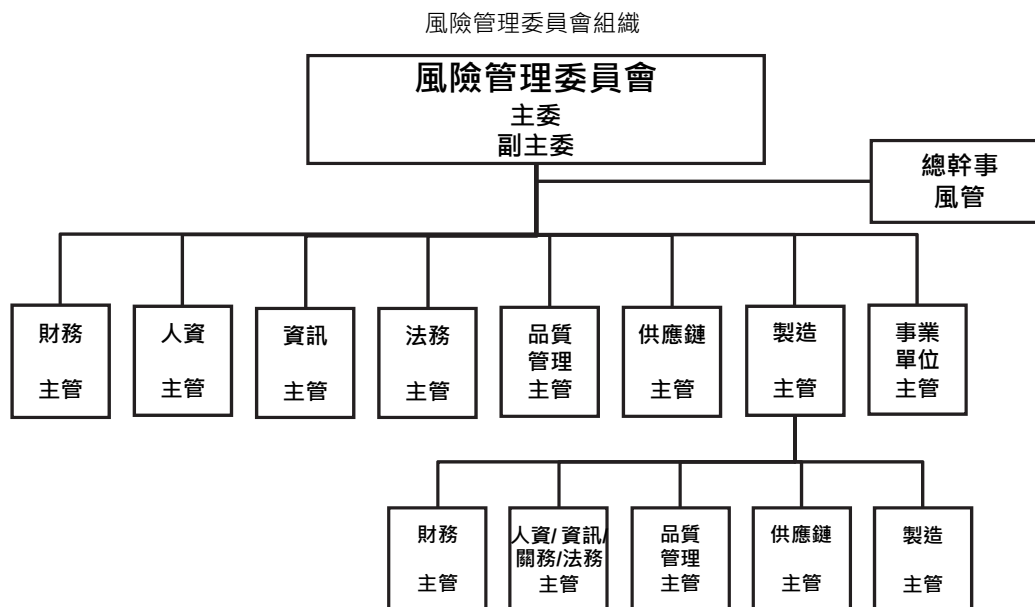 風險管理委員會組織
風險管理委員會
主委
副主委
總幹事
風管
財務
主管
人資
主管
資訊
主管
法務
主管
品質
管理
主管
供應鏈
主管
製造
主管
事業
單位
主管
財務
主管
人資/資訊/
關務/法務
主管
品質
管理
主管
供應鏈
主管
製造
主管